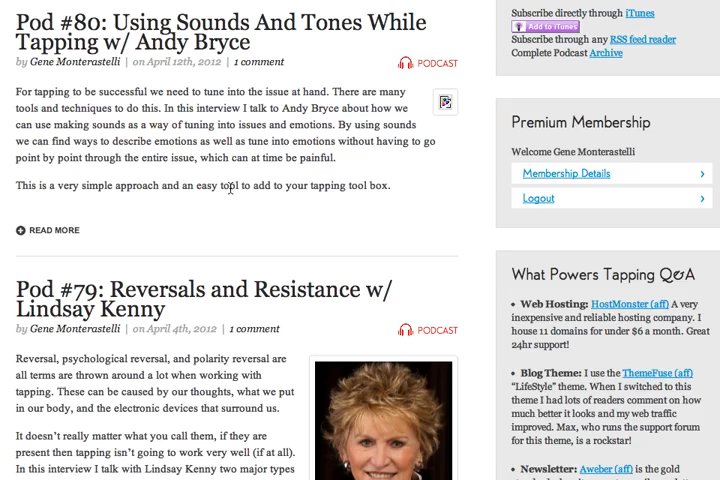 Pod #80: Using Sounds And Tones While
Tapping w/ Andy Bryce
by Gene Monterastelli | on April 12th, 2012 | 1 comment
PODCAST
For tapping to be successful we need to tune into the issue at hand. There are many
tools and techniques to do this. In this interview I talk to Andy Bryce about how we
can use making sounds as a way of tuning into issues and emotions. By using sounds
we can find ways to describe emotions as well as tune into emotions without having to go
point by point through the entire issue, which can at time be painful.
This is a very simple approach and an easy tool to add to your tapping tool box.
READ MORE
Pod #79: Reversals and Resistance w/
Lindsay Kenny
by Gene Monterastelli | on April 4th, 2012 | 1 comment
PODCAST
Reversal, psychological reversal, and polarity reversal are
all terms are thrown around a lot when working with
tapping. These can be caused by our thoughts, what we put
in our body, and the electronic devices that surround us.
It doesn't really matter what you call them, if they are
present then tapping isn't going to work very well (if at all).
In this interview I talk with Lindsay Kenny two major types
Subscribe directly through iTunes
Add to iTunes
Subscribe through any RSS feed reader
Complete Podcast Archive
Premium Membership
Welcome Gene Monterastelli
Membership Details
Logout
What Powers Tapping Q&A
• Web Hosting: HostMonster (aff) A very
inexpensive and reliable hosting company. I
house 11 domains for under $6 a month. Great
24hr support!
• Blog Theme: I use the ThemeFuse (aff)
"LifeStyle" theme. When I switched to this
theme I had lots of readers comment on how
much better it looks and my web traffic
improved. Max, who runs the support forum
for this theme, is a rockstar!
• Newsletter: Aweber (aff) is the gold